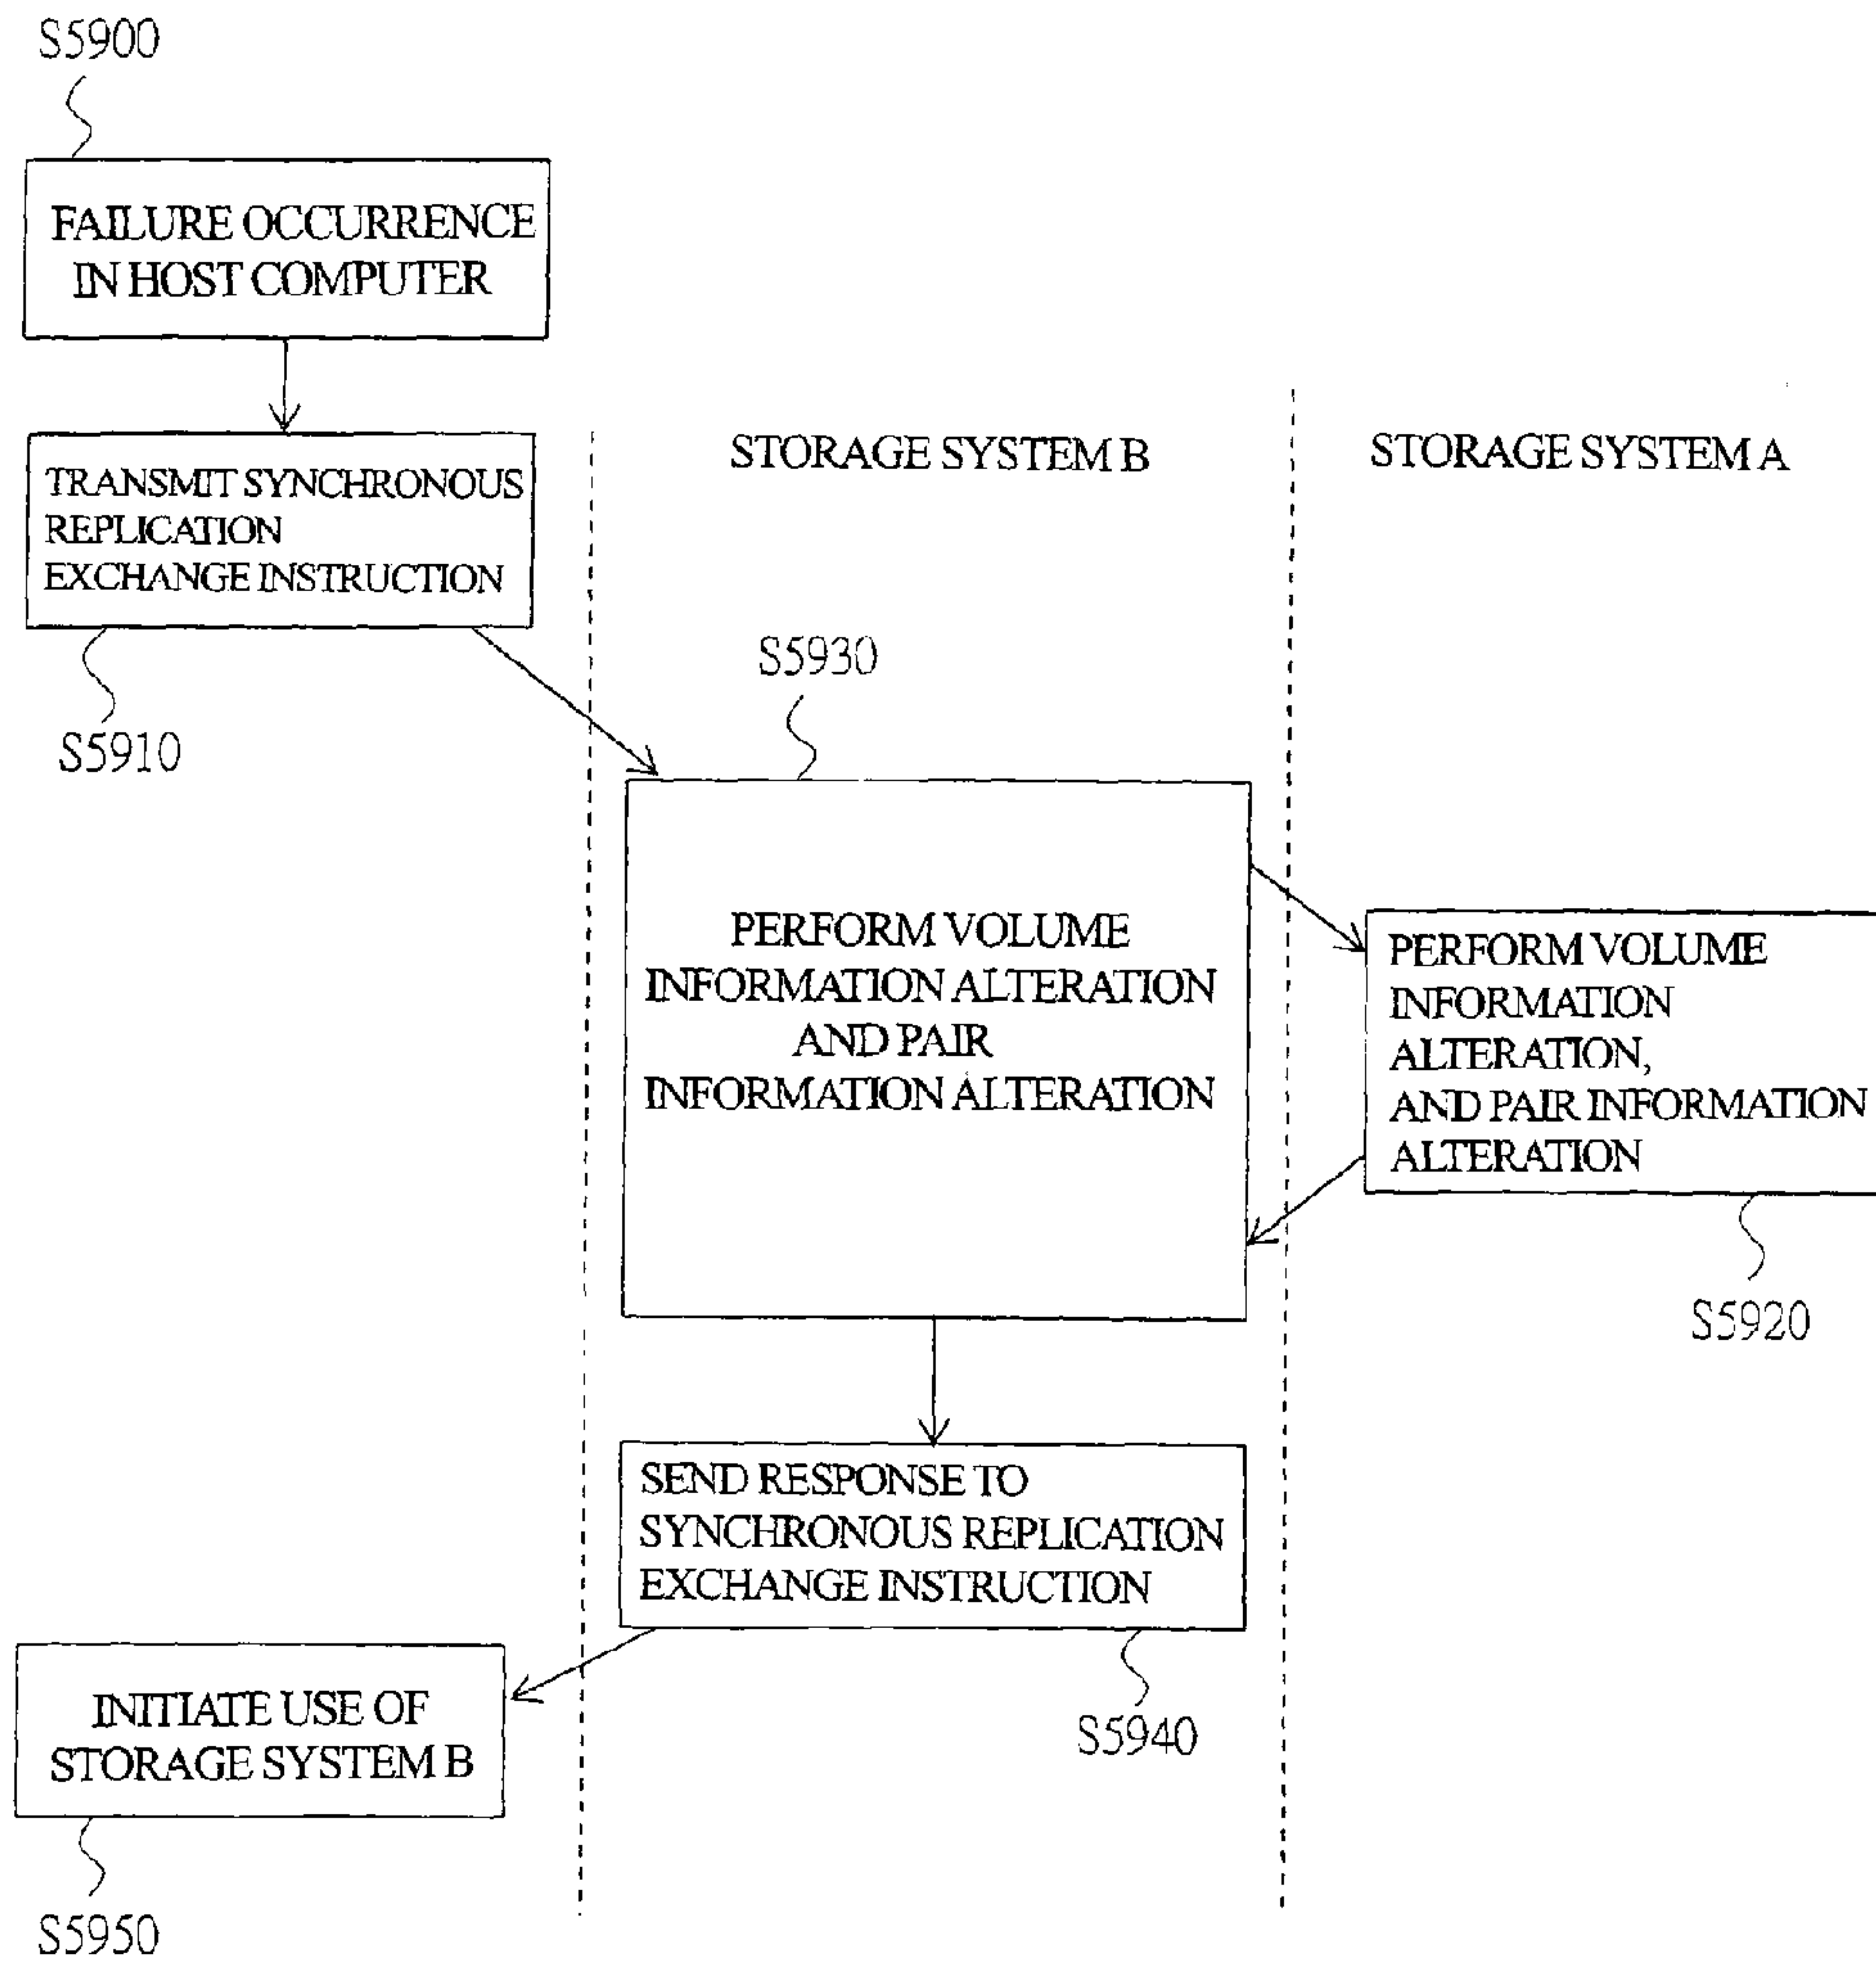 S5900
FAILURE OCCURRENCE
IN HOST COMPUTER
TRANSMIT SYNCHRONOUS
REPLICATION
EXCHANGE INSTRUCTION
S5910
STORAGE SYSTEM B
STORAGE SYSTEM A
S5930
PERFORM VOLUME
INFORMATION ALTERATION
AND PAIR
INFORMATION ALTERATION
PERFORM VOLUME
INFORMATION
ALTERATION,
AND PAIR INFORMATION
ALTERATION
S5920
SEND RESPONSE TO
SYNCHRONOUS REPLICATION
EXCHANGE INSTRUCTION
S5940
INITIATE USE OF
STORAGE SYSTEM B
S5950